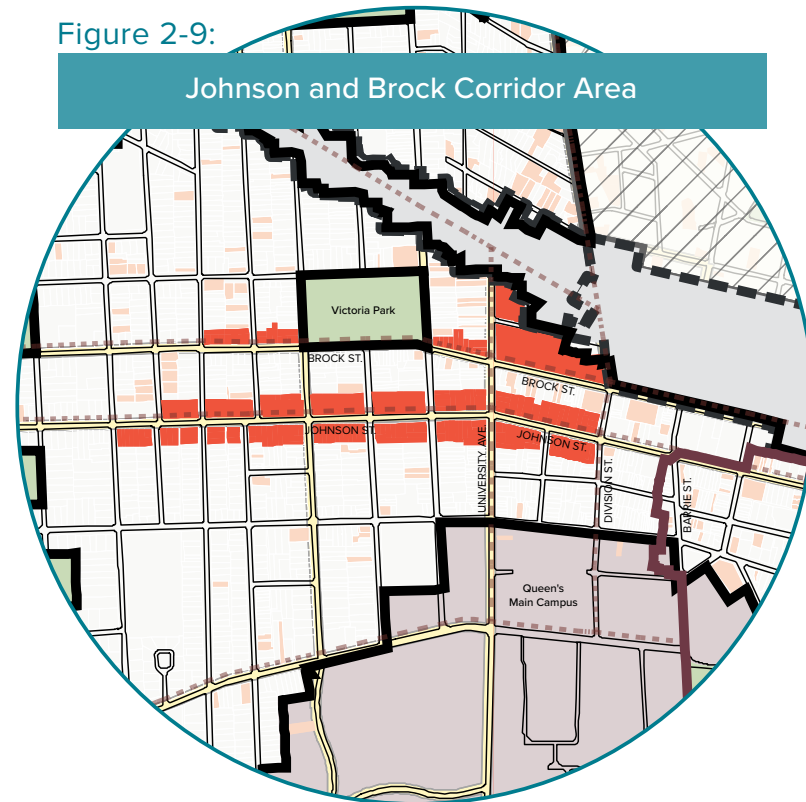 Figure 2-9:
Johnson and Brock Corridor Area
Victoria Park
BROCK ST.
BROCK ST.
JOHNSON ST.
JOHNSON ST.
UNIVERSITY AVE.
DIVISION ST.
BARRIE ST.
Queen's
Main Campus